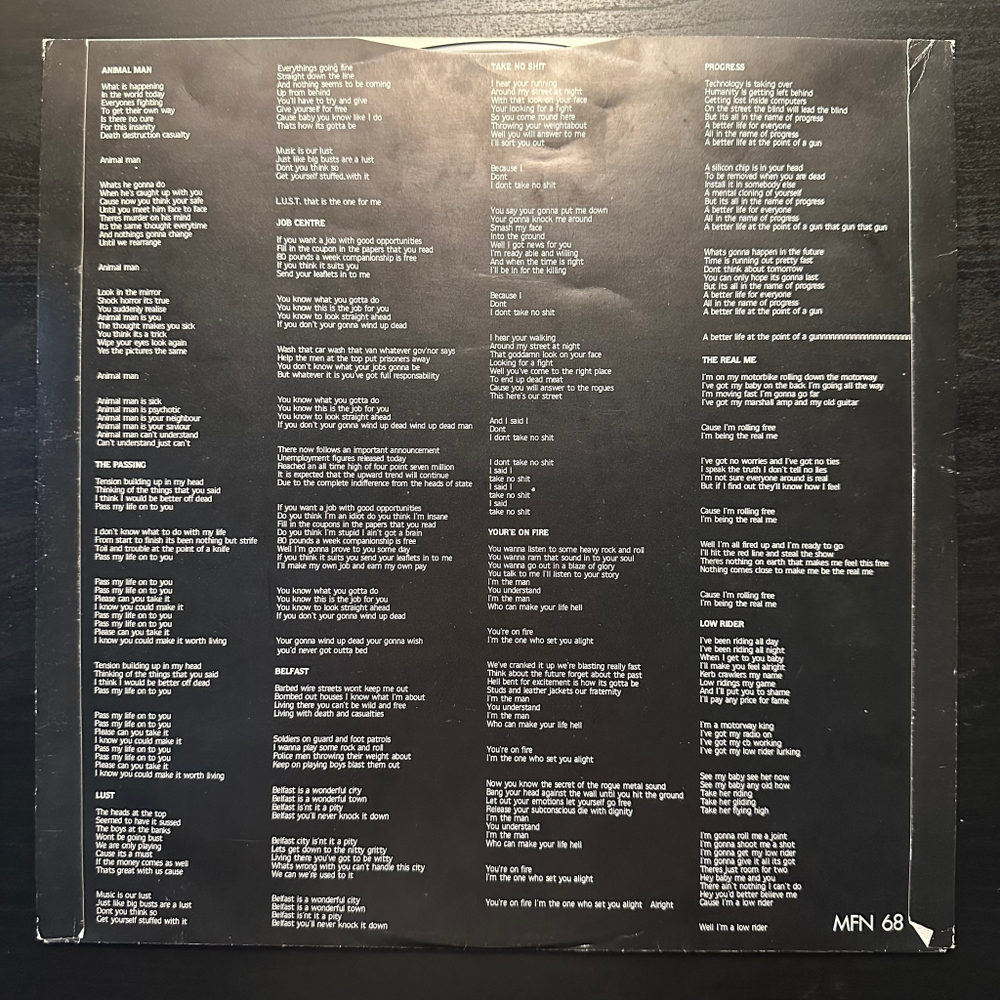 ANIMAL MAN
What is happening
In the world today
Everyones fighting
To get their own way
Is there no cure
For this insanity
Death destruction casualty
Animal man
Whats he gonna do
When he's caught up with you
Cause now you think your safe
Until you meet him face to face
Theres murder on his mind
Its the same thought everytime
And nothings gonna change
Until we rearrange
Animal man
Look in the mirror
Shock horror its true
You suddenly realise
Animal man is you
The thought makes you sick
You think its a trick
Wipe your eyes look again
Yes the pictures the same
Animal man
Animal man is sick
Animal man is psychotic
Animal man is your neighbour
Animal man is your saviour
Animal man can't understand
Can't understand just can't
THE PASSING
Tension building up in my head
Thinking of the things that you said
I think I would be better off dead
Pass my life on to you
I don't know what to do with my life
From start to finish its been nothing but strife
Toil and trouble at the point of a knife
Pass my life on to you
Pass my life on to you
Pass my life on to you
Please can you take it
I know you could make it
Pass my life on to you
Pass my life on to you
Please can you take it
I know you could make it worth living
Tension building up in my head
Thinking of the things that you said
I think I would be better off dead
Pass my life on to you
Pass my life on to you
Pass my life on to you
Please can you take it
I know you could make it
Pass my life on to you
Pass my life on to you
Please can you take it
I know you could make it worth living
LUST
The heads at the top
Seemed to have it sussed
The boys at the banks
Wont be going bust
We are only playing
Cause its a must
If the money comes as well
Thats great with us cause
Music is our lust
Just like big busts are a lust
Dont you think so
Get yourself stuffed with it
Everythings going fine
Straight down the line
And nothing seems to be coming
Up from behind
You'll have to try and give
Give yourself for free
Cause baby you know like I do
Thats how its gotta be
Music is our lust
Just like big busts are a lust
Dont you think so
Get yourself stuffed, with it
L.U.S.T. that is the one for me
JOB CENTRE
If you want a job with good opportunities
Fill in the coupon in the papers that you read
80 pounds a week companionship is free
If you think it suits you
Send your leaflets in to me
You know what you gotta do
You know this is the job for you
You know to look straight ahead
If you don't your gonna wind up dead
Wash that car wash that van whatever gov'nor says
Help the men at the top put prisoners away
You don't know what your jobs gonna be
But whatever it is you've got full responsability
You know what you gotta do
You know this is the job for you
You know to look straight ahead
If you don't your gonna wind up dead wind up dead man
There now follows an important announcement
Unemployment figures released today
Reached an all time high of four point seven million
It is expected that the upward trend will continue
Due to the complete indifference from the heads of state
If you want a job with good opportunities
Do you think I'm an idiot do you think I'm insane
Fill in the coupons in the papers that you read
Do you think I'm stupid I ain't got a brain
80 pounds a week companionship is free
Well I'm gonna prove to you some day
If you think it suits you send your leaflets in to me
I'll make my own job and earn my own pay
You know what you gotta do
You know this is the job for you
You know to look straight ahead
If you don't your gonna wind up dead
Your gonna wind up dead your gonna wish
you'd never got outta bed
BELFAST
Barbed wire streets wont keep me out
Bombed out houses I know what I'm about
Living there you can't be wild and free
Living with death and casualties
Soldiers on guard and foot patrols
I wanna play some rock and roll
Police men throwing their weight about
Keep on playing boys blast them out
Belfast is a wonderful city
Belfast is a wonderful town
Belfast is'nt it a pity
Belfast you'll never knock it down
Belfast city is'nt it a pity
Lets get down to the nitty gritty
Living there you've got to be witty
Whats wrong with you can't handle this city
We can we're used to it
Belfast is a wonderful city
Belfast is a wonderful town
Belfast is'nt it a pity
Belfast you'll never knock it down
TAKE NO SHIT
I hear your running
Around my street at night
With that look on your face
Your looking for a fight
So you come round here
Throwing your weightabout
Well you will answer to me
I'll sort you out
Because I
Dont
I dont take no shit
You say your gonna put me down
Your gonna knock me around
Smash my face
Into the ground
Well I got news for you
I'm ready able and willing
And when the time is right
I'll be in for the killing
Because I
Dont
I dont take no shit
I hear your walking
Around my street at night
That goddamn look on your face
Looking for a fight
Well you've come to the right place
To end up dead meat
Cause you will answer to the rogues
This here's our street
And I said I
Dont
I dont take no shit
I dont take no shit
I said I
take no shit
I said I
take no shit
I said
take no shit
YOUR'E ON FIRE
You wanna listen to some heavy rock and roll
You wanna ram that sound in to your soul
You wanna go out in a blaze of glory
You talk to me I'll listen to your story
I'm the man
You understand
I'm the man
Who can make your life hell
You're on fire
I'm the one who set you alight
We've cranked it up we're blasting really fast
Think about the future forget about the past
Hell bent for excitement is how its gotta be
Studs and leather jackets our fraternity
I'm the man
You understand
I'm the man
Who can make your life hell
You're on fire
I'm the one who set you alight
Now you know the secret of the rogue metal sound
Bang your head against the wall until you hit the ground
Let out your emotions let yourself go free
Release your subconscious die with dignity
I'm the man
You understand
I'm the man
Who can make your life hell
You're on fire
I'm the one who set you alight
You're on fire I'm the one who set you alight Alright
PROGRESS
Technology is taking over
Humanity is getting left behind
Getting lost inside computers
On the street the blind will lead the blind
But its all in the name of progress
A better life for everyone
All in the name of progress
A better life at the point of a gun
A silicon chip is in your head
To be removed when you are dead
Install it in somebody else
A mental cloning of yourself
But its all in the name of progress
A better life for everyone
All in the name of progress
A better life at the point of a gun that gun that gun
Whats gonna happen in the future
Time is running out pretty fast
Dont think about tomorrow
You can only hope its gonna last
But its all in the name of progress
A better life for everyone
All in the name of progress
A better life at the point of a gun
A better life at the point of a gunnnnnnnnnnnnnnnnnnnnn
THE REAL ME
I'm on my motorbike rolling down the motorway
I've got my baby on the back I'm going all the way
I'm moving fast I'm gonna go far
I've got my marshall amp and my old guitar
Cause I'm rolling free
I'm being the real me
I've got no worries and I've got no ties
I speak the truth I don't tell no lies
I'm not sure everyone around is real
But if I find out they'll know how I feel
Cause I'm rolling free
I'm being the real me
Well I'm all fired up and I'm ready to go
I'll hit the red line and steal the show
Theres nothing on earth that makes me feel this free
Nothing comes close to make me be the real me
Cause I'm rolling free
I'm being the real me
LOW RIDER
I've been riding all day
I've been riding all night
When I get to you baby
I'll make you feel alright
Kerb crawlers my name
Low ridings my game
And I'll put you to shame
I'll pay any price for fame
I'm a motorway king
I've got my radio on
I've got my cb working
I've got my low rider lurking
See my baby see her now
See my baby any old how
Take her riding
Take her gliding
Take her flying high
I'm gonna roll me a joint
I'm gonna shoot me a shot
I'm gonna get my low rider
I'm gonna give it all its got
Theres just room for two
Hey baby me and you
There ain't nothing I can't do
Hey you'd better believe me
Cause I'm a low rider
Well I'm a low rider
MFN 68